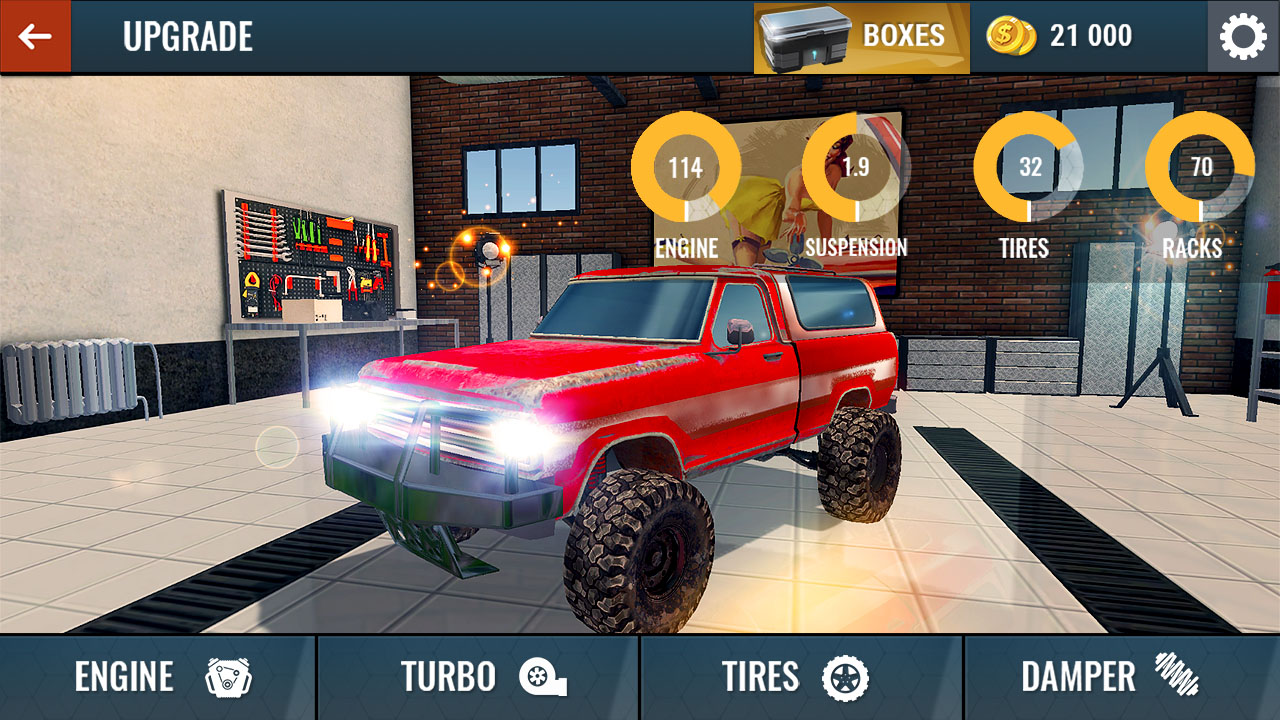 UPGRADE
BOXES
21 000
114
1.9
32
70
ENGINE
SUSPENSION
TIRES
RACKS
ENGINE
TURBO
TIRES
DAMPER